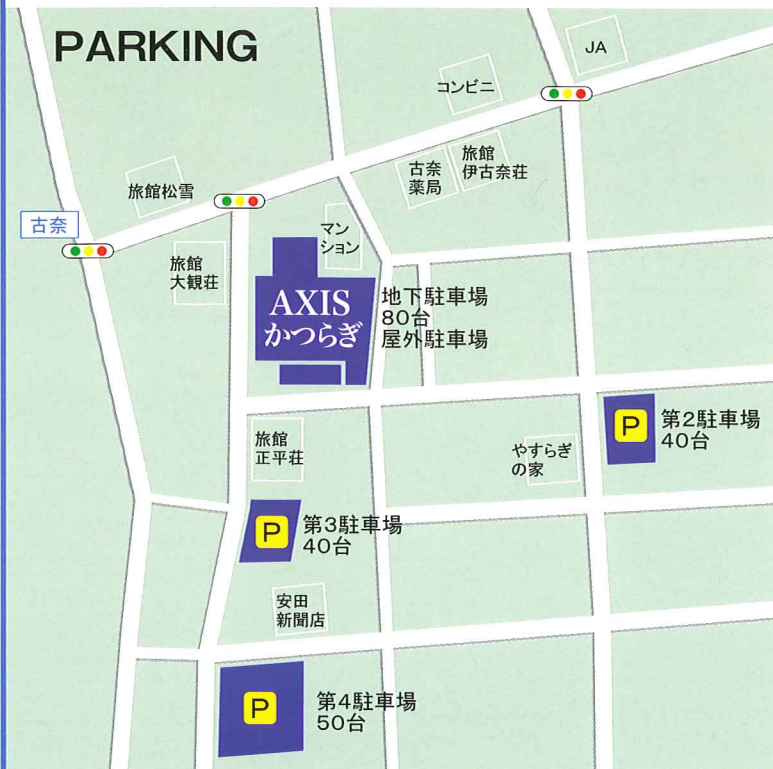 PARKING
JA
コンビニ
旅館
伊古奈荘
古奈
薬局
旅館松雪
古奈
マン
ション
旅館
大観荘
AXIS
かつらぎ
地下駐車場
80台
屋外駐車場
P
第2駐車場
40台
旅館
正平荘
やすらぎ
の家
P
第3駐車場
40台
安田
新聞店
P
第4駐車場
50台